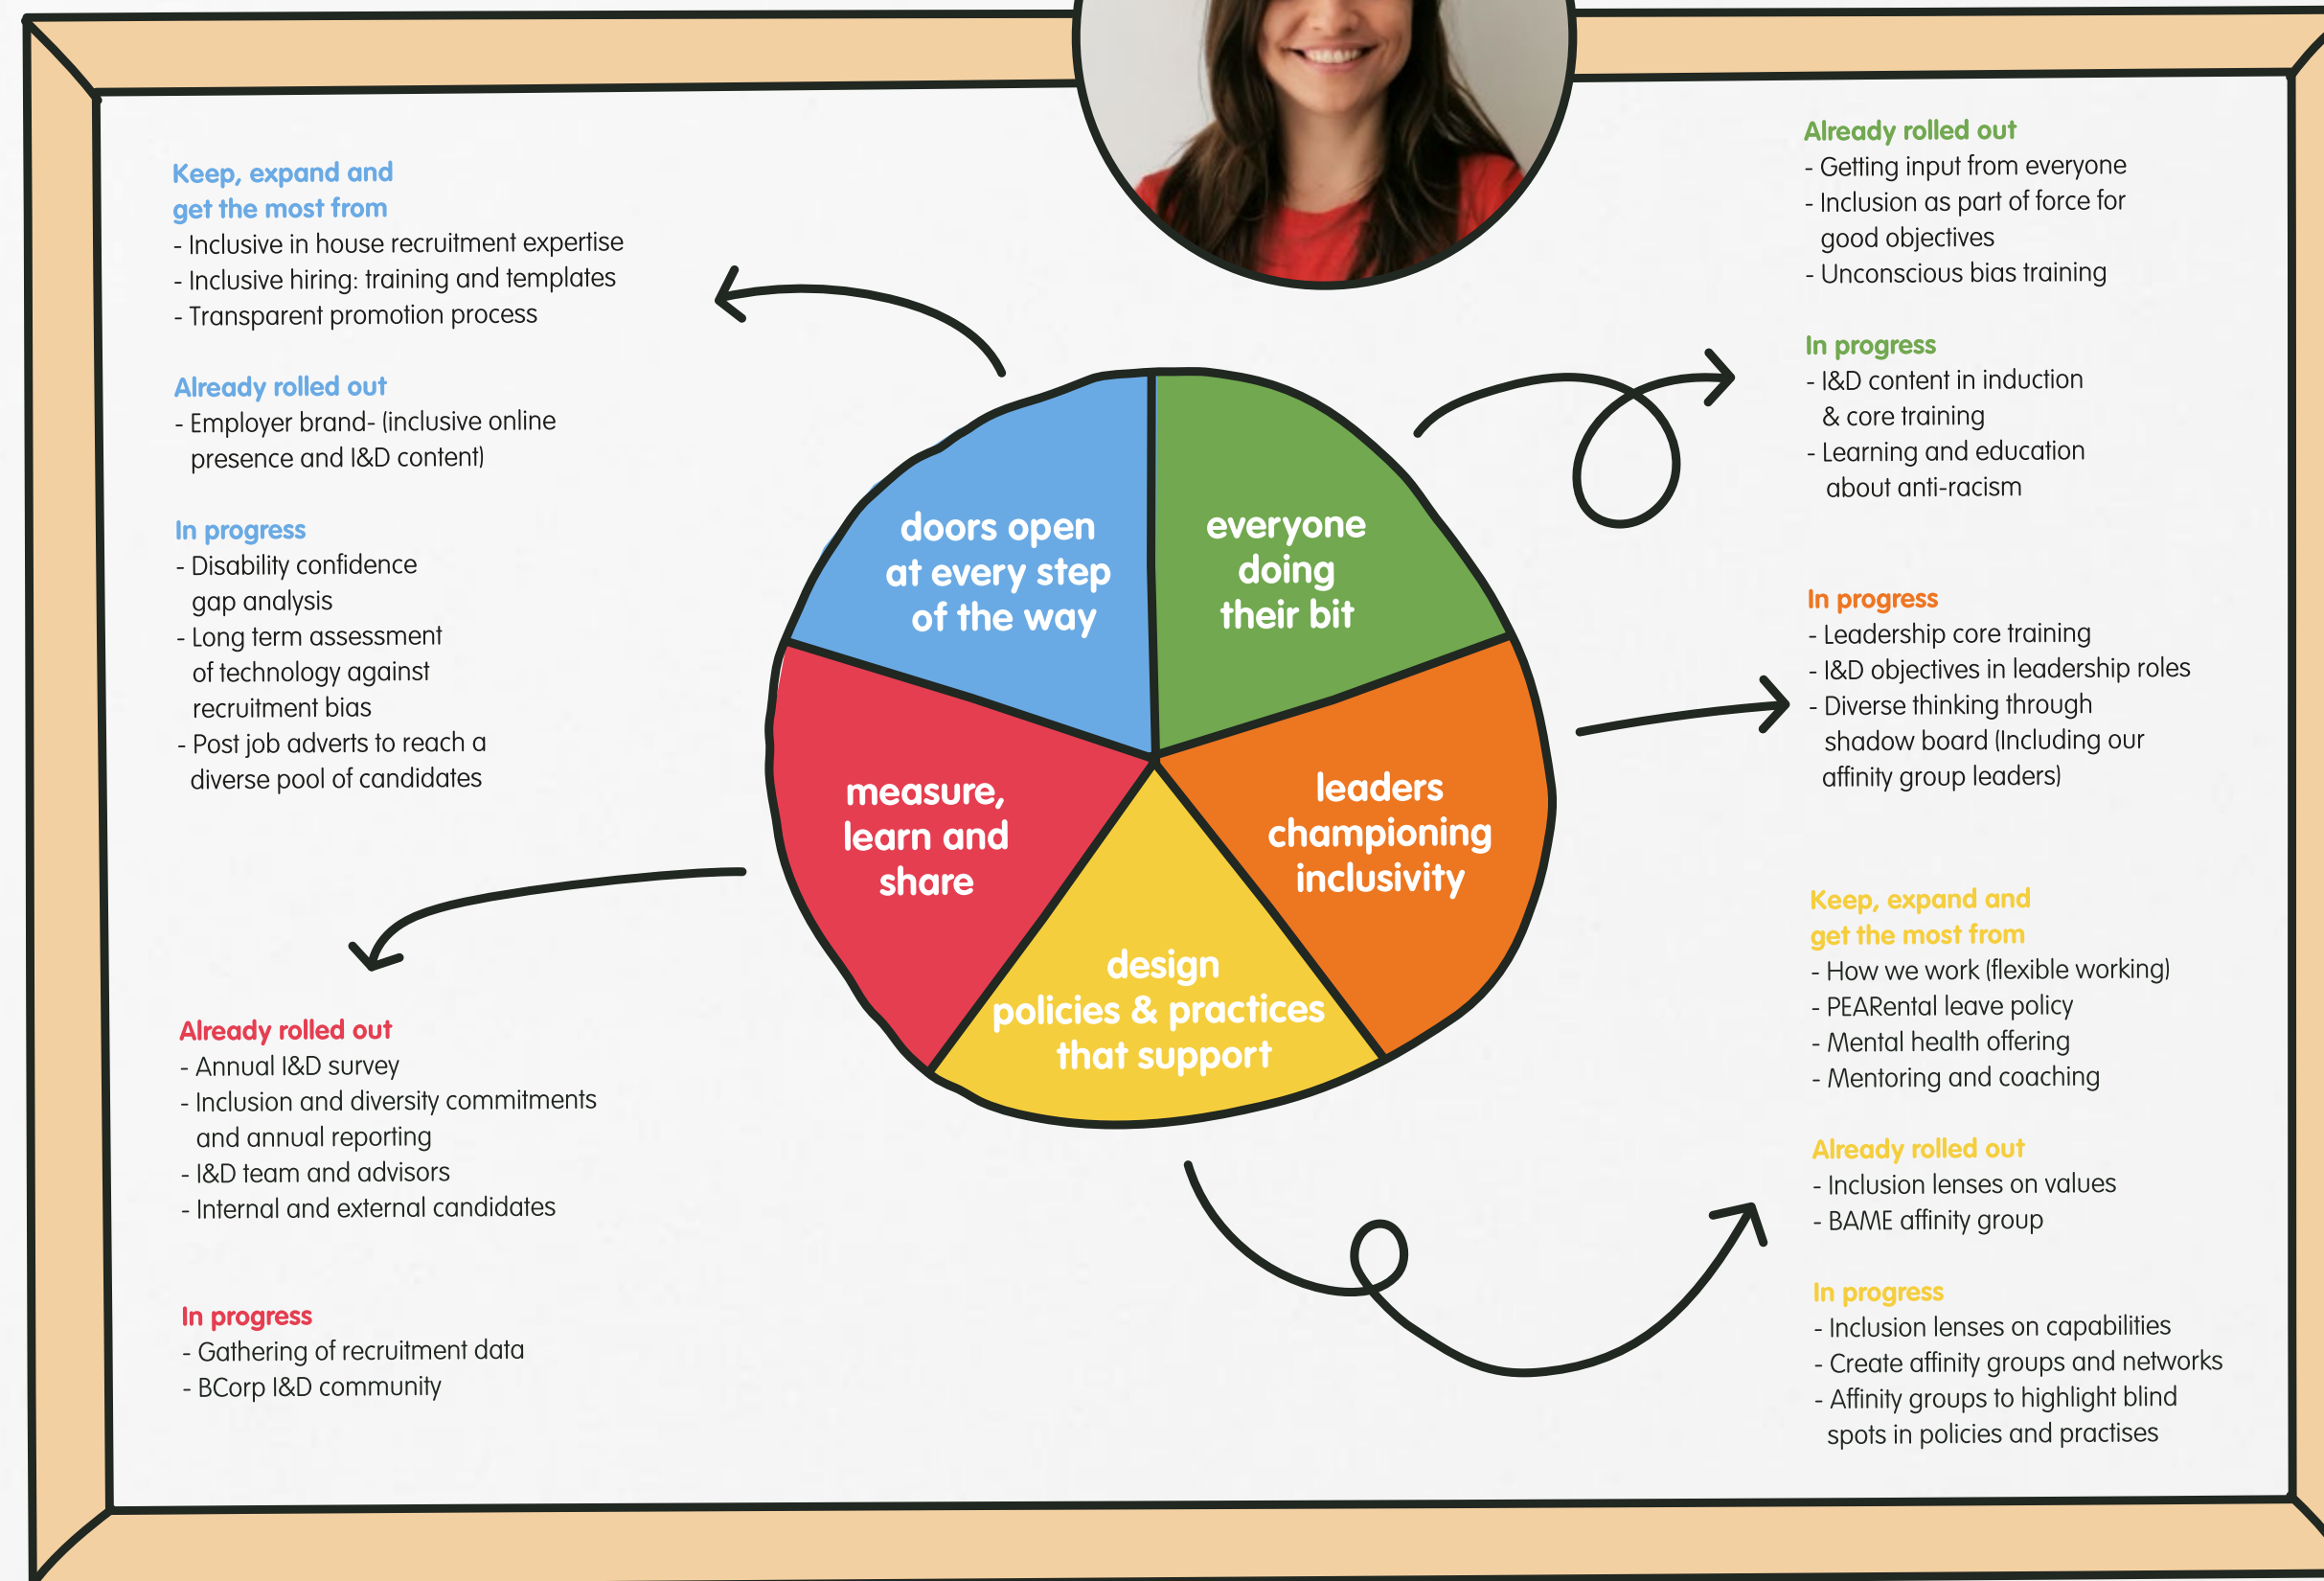 Keep, expand and
get the most from
- Inclusive in house recruitment expertise
- Inclusive hiring: training and templates
- Transparent promotion process
Already rolled out
- Employer brand- (inclusive online
presence and I&D content)
In progress
- Disability confidence
gap analysis
- Long term assessment
of technology against
recruitment bias
- Post job adverts to reach a
diverse pool of candidates
Already rolled out
- Annual I&D survey
- Inclusion and diversity commitments
and annual reporting
- I&D team and advisors
- Internal and external candidates
In progress
- Gathering of recruitment data
- BCorp I&D community
doors open
at every step
of the way
everyone
doing
their bit
measure,
learn and
share
leaders
championing
inclusivity
design
policies & practices
that support
Already rolled out
- Getting input from everyone
- Inclusion as part of force for
good objectives
- Unconscious bias training
In progress
- I&D content in induction
& core training
- Learning and education
about anti-racism
In progress
- Leadership core training
- I&D objectives in leadership roles
- Diverse thinking through
shadow board (Including our
affinity group leaders)
Keep, expand and
get the most from
- How we work (flexible working)
- PEARental leave policy
- Mental health offering
- Mentoring and coaching
Already rolled out
- Inclusion lenses on values
- BAME affinity group
In progress
- Inclusion lenses on capabilities
- Create affinity groups and networks
- Affinity groups to highlight blind
spots in policies and practises